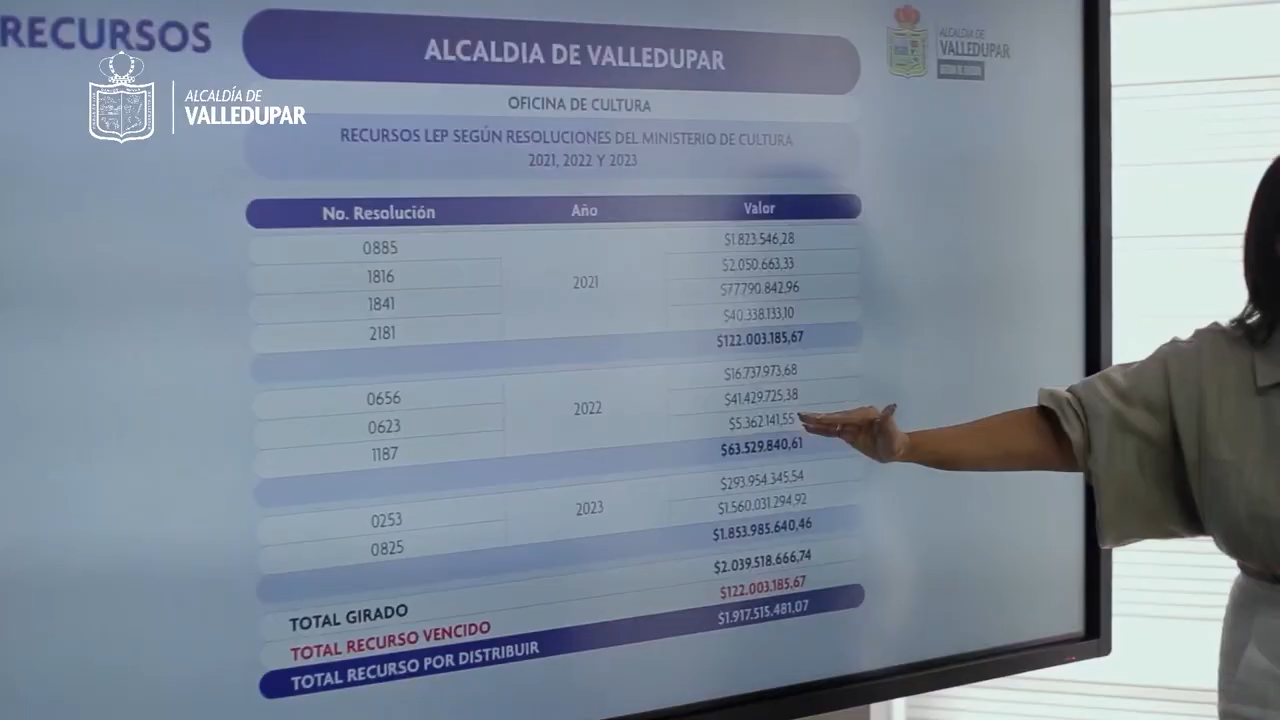 RECURSOS
ALCALDÍA DE
VALLEDUPAR
ALCALDIA DE VALLEDUPAR
ALCALDÍA DE
VALLEDUPAR
OFICINA DE CULTURA
RECURSOS LEP SEGÚN RESOLUCIONES DEL MINISTERIO DE CULTURA
2021, 2022 Y 2023
No. Resolución Año Valor
0885 $1.823.546,28
1816 $2.050.663,33
2021
1841 $77790.842,96
2181 $40.338.133,10
$122.003.185,67
0656 $16.737.973,68
0623 2022 $41.429.725,38
1187 $5.362.141,55
$63.529.840,61
0253 2023 $293.954.345,54
0825 $1.560.031.294,92
$1.853.985.640,46
TOTAL GIRADO $2.039.518.666,74
TOTAL RECURSO VENCIDO $122.003.185,67
TOTAL RECURSO POR DISTRIBUIR $1.917.515.481,07